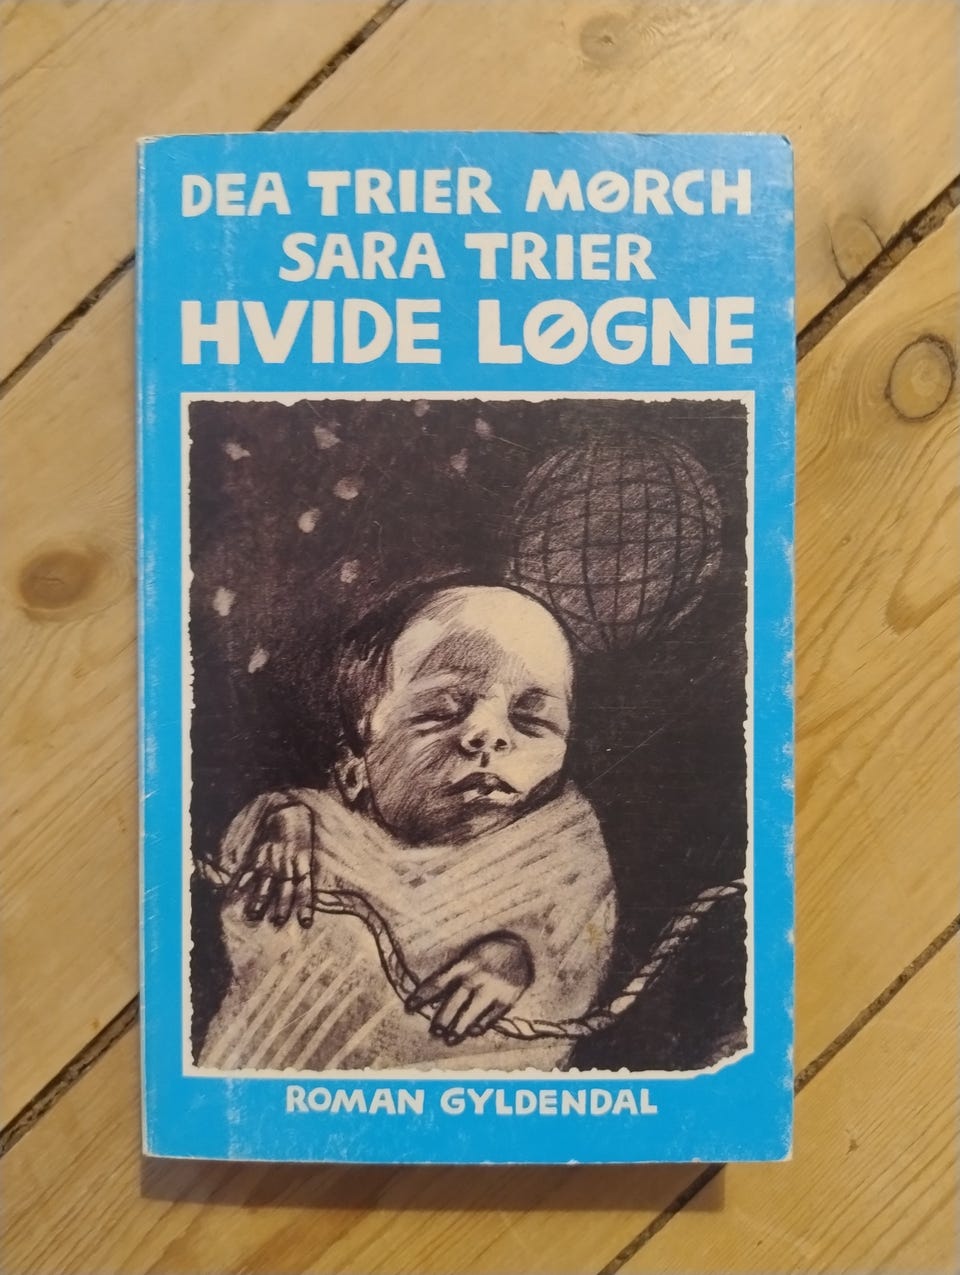 DEA TRIER MØRCH
SARA TRIER
HVIDE LØGNE
ROMAN GYLDENDAL